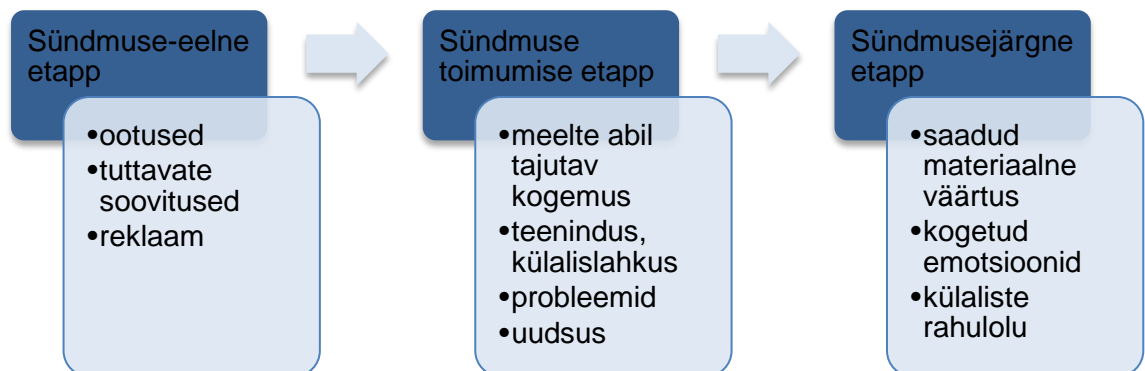 Sündmuse-eelne
etapp
•ootused
•tuttavate
soovitused
•reklaam
Sündmuse
toimumise etapp
•meelte abil
tajutav
kogemus
•teenindus,
külalislahkus
•probleemid
•uudsus
Sündmusejärgne
etapp
•saadud
materiaalne
väärtus
•kogetud
emotsioonid
•külaliste
rahulolu